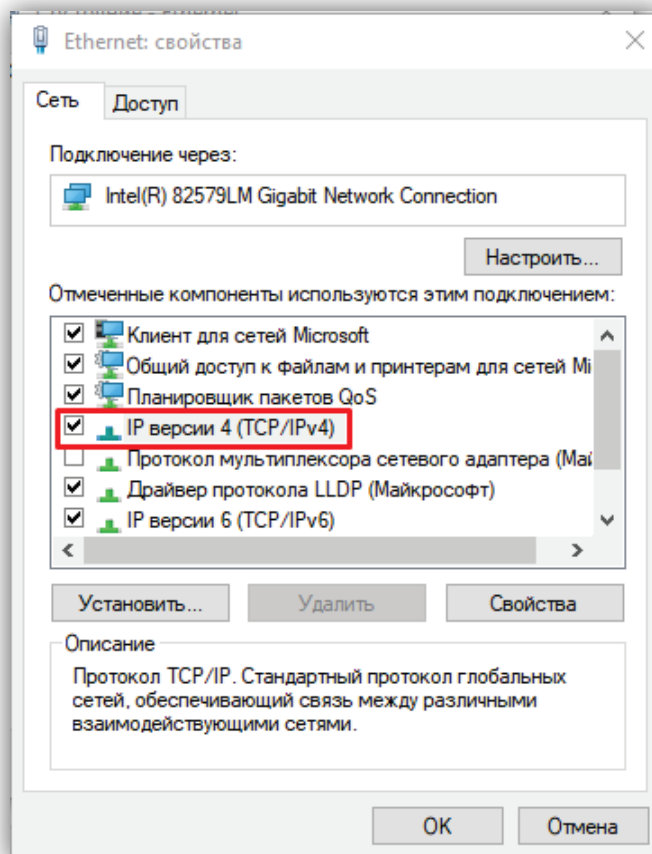 Ethernet: свойства
Сеть
Доступ
Подключение через:
Intel(R) 82579LM Gigabit Network Connection
Настроить...
Отмеченные компоненты используются этим подключением:
Клиент для сетей Microsoft
Общий доступ к файлам и принтерам для сетей Mi
Планировщик пакетов QoS
IP версии 4 (TCP/IPv4)
Протокол мультиплексора сетевого адаптера (Май
Драйвер протокола LLDP (Майкрософт)
IP версии 6 (TCP/IPv6)
Установить...
Удалить
Свойства
Описание
Протокол TCP/IP. Стандартный протокол глобальных
сетей, обеспечивающий связь между различными
взаимодействующими сетями.
OK
Отмена